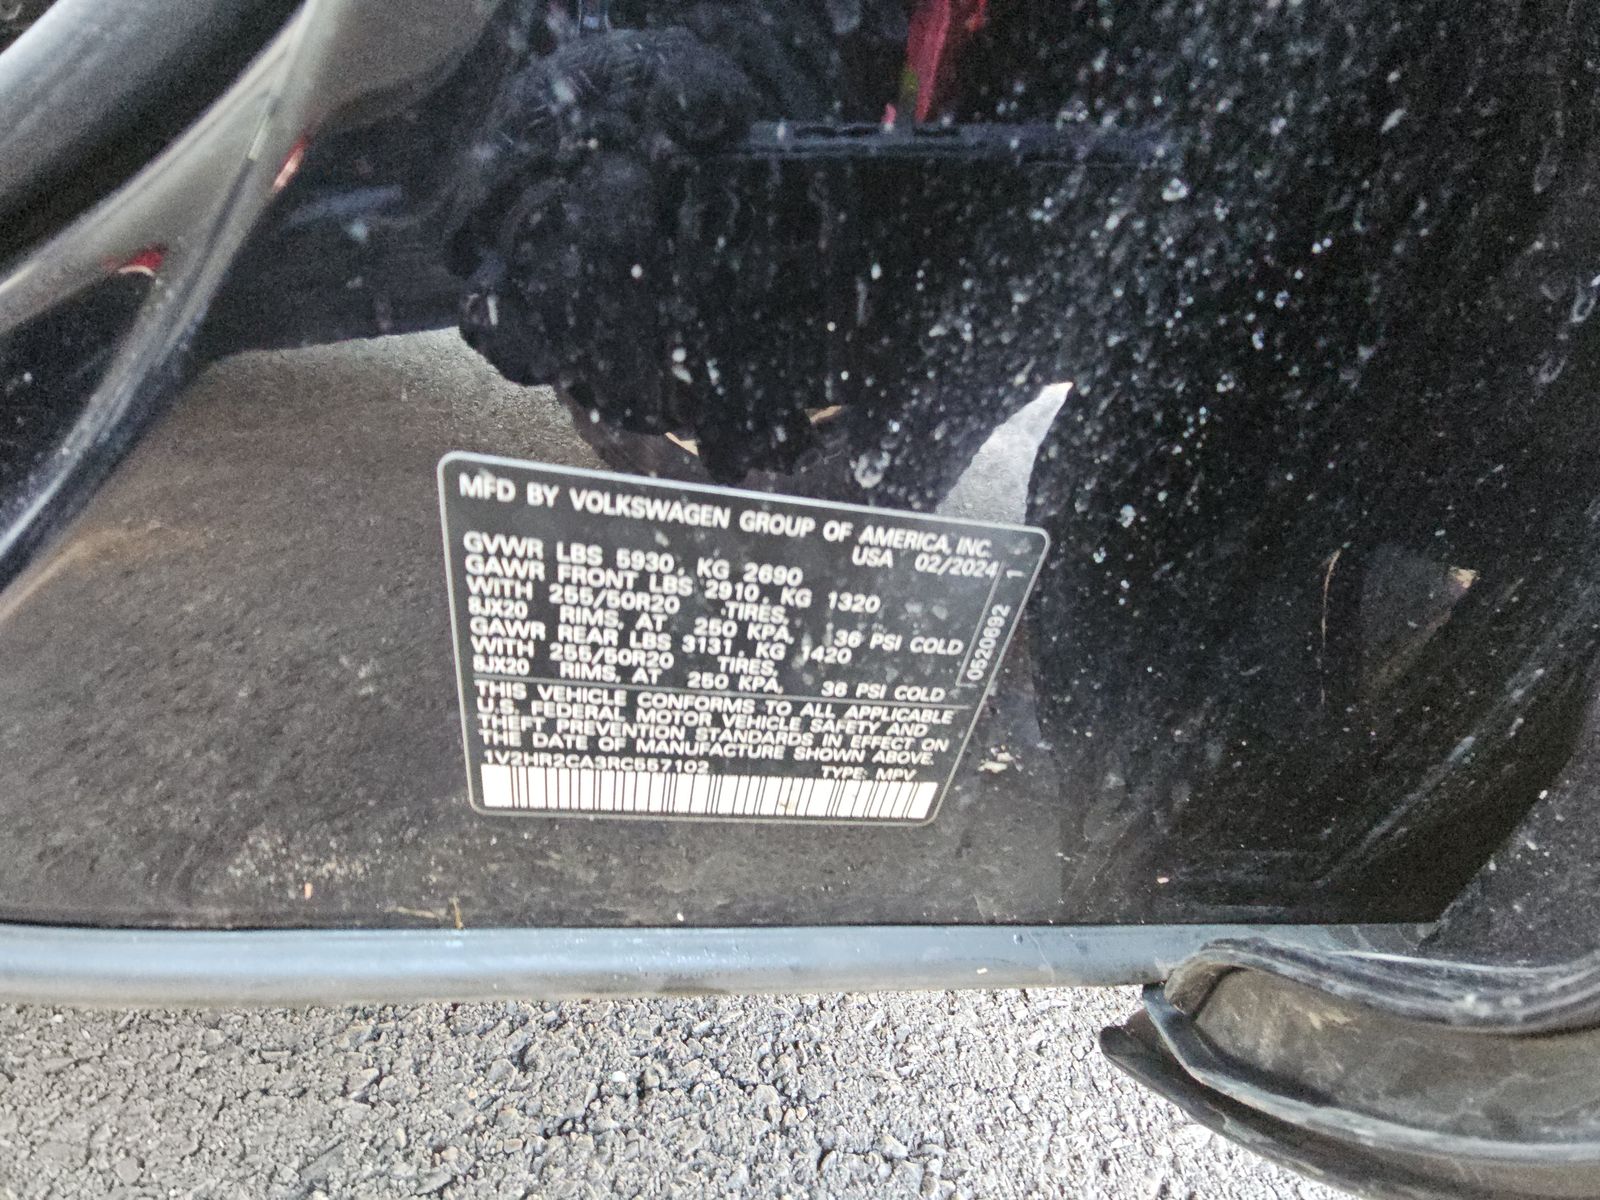 MFD BY VOLKSWAGEN GROUP OF AMERICA, INC.
USA 02/2024
GVWR LBS 5930, KG 2690
GAWR FRONT LBS 2910, KG 1320
WITH 255/50R20 TIRES,
8JX20 RIMS, AT 250 KPA, 36 PSI COLD
GAWR REAR LBS 3131, KG 1420
WITH 255/50R20 TIRES,
8JX20 RIMS, AT 250 KPA, 36 PSI COLD
THIS VEHICLE CONFORMS TO ALL APPLICABLE
U.S. FEDERAL MOTOR VEHICLE SAFETY AND
THEFT PREVENTION STANDARDS IN EFFECT ON
THE DATE OF MANUFACTURE SHOWN ABOVE.
1V2HR2CA3RC557102 TYPE: MPV
0520692 1